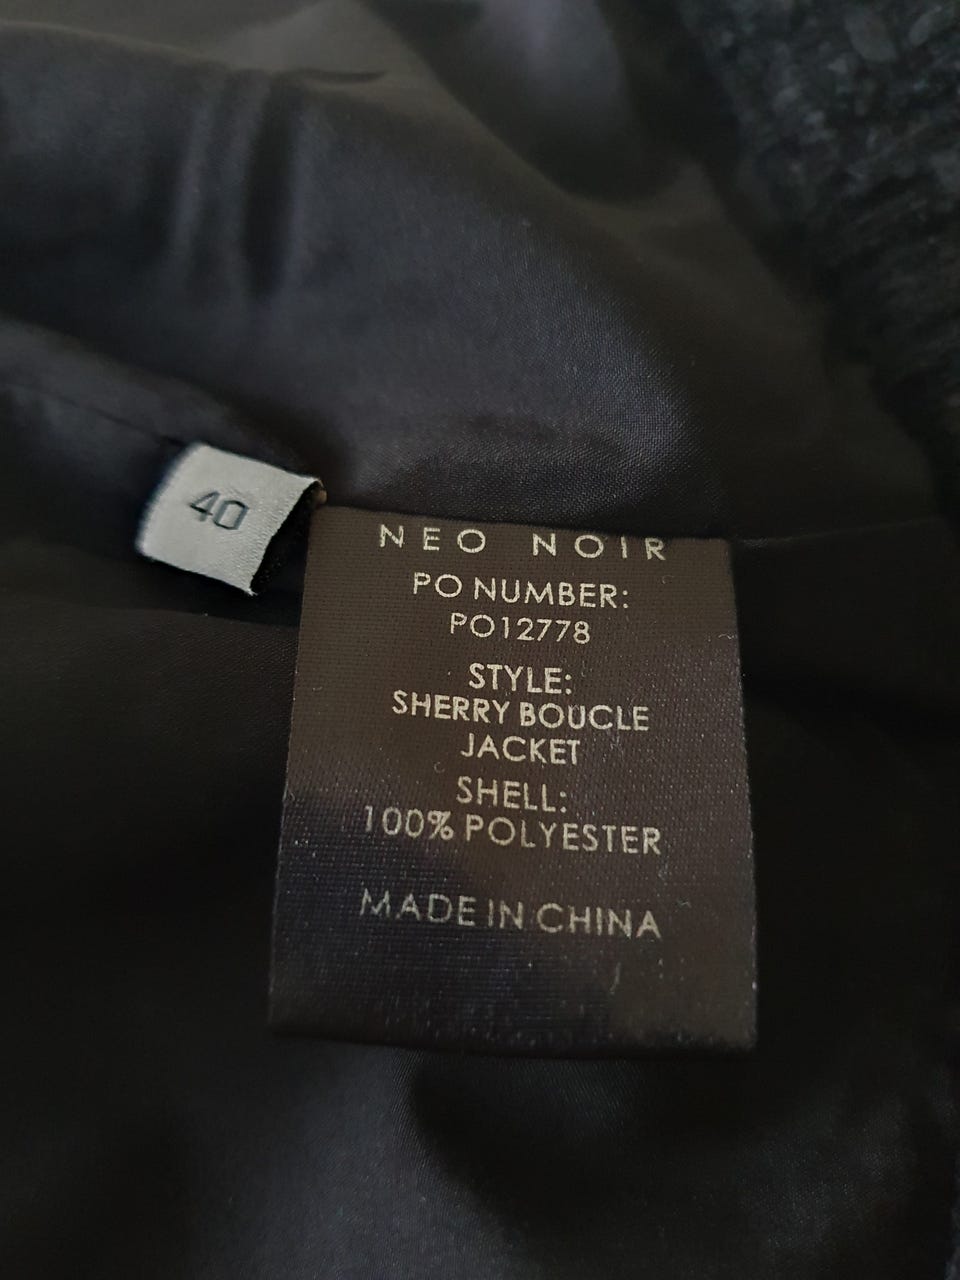 40
NEO NOIR
PO NUMBER:
PO12778
STYLE:
SHERRY BOUCLE
JACKET
SHELL:
100% POLYESTER
MADE IN CHINA